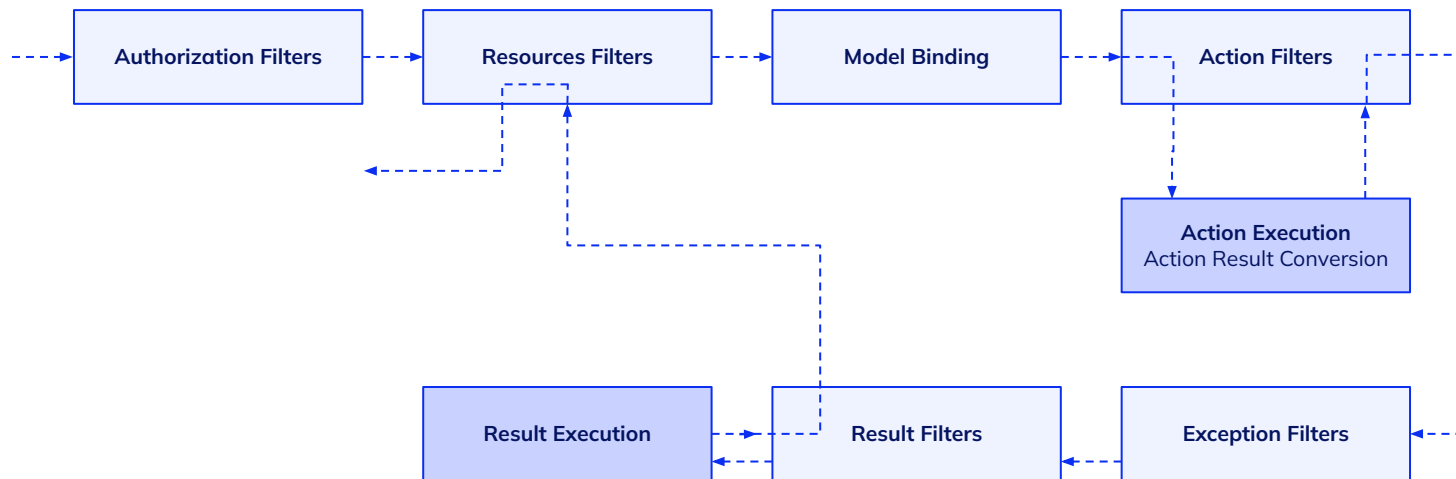 Authorization Filters
Resources Filters
Model Binding
Action Filters
Action Execution
Action Result Conversion
Result Execution
Result Filters
Exception Filters